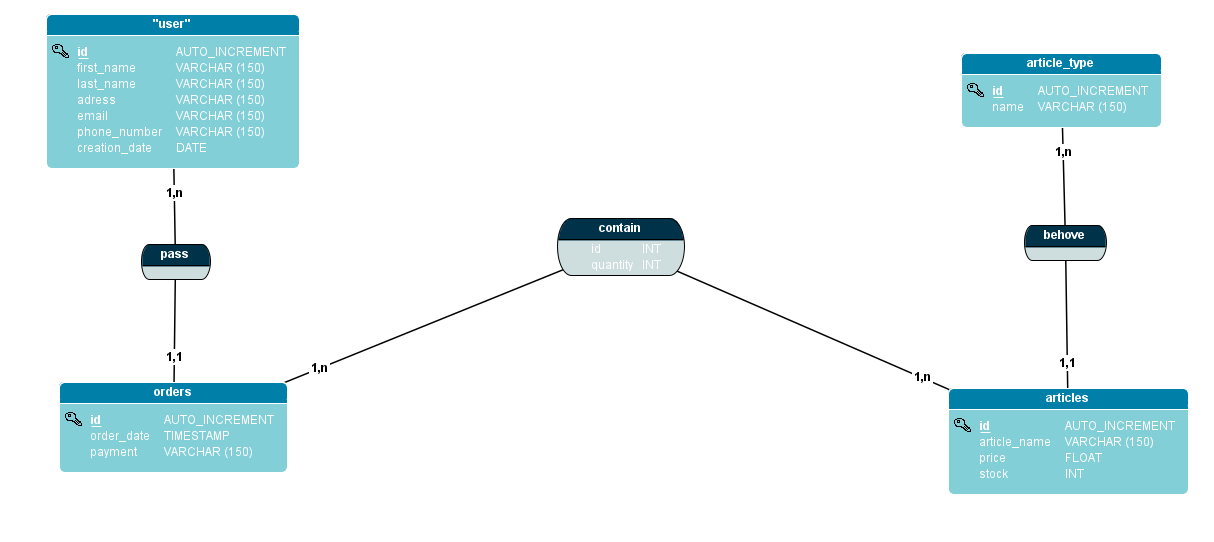 "user"
id AUTO_INCREMENT
first_name VARCHAR (150)
last_name VARCHAR (150)
adress VARCHAR (150)
email VARCHAR (150)
phone_number VARCHAR (150)
creation_date DATE
1,n
pass
1,1
orders
id AUTO_INCREMENT
order_date TIMESTAMP
payment VARCHAR (150)
1,n
contain
id INT
quantity INT
1,n
article_type
id AUTO_INCREMENT
name VARCHAR (150)
1,n
behove
1,1
articles
id AUTO_INCREMENT
article_name VARCHAR (150)
price FLOAT
stock INT